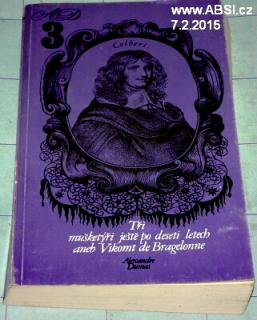 www.ABSI.cz
7.2.2015
AD
3
Colbert
Tři
mušketýři ještě po deseti letech
aneb Vikomt de Bragelonne
Alexandre
Dumas